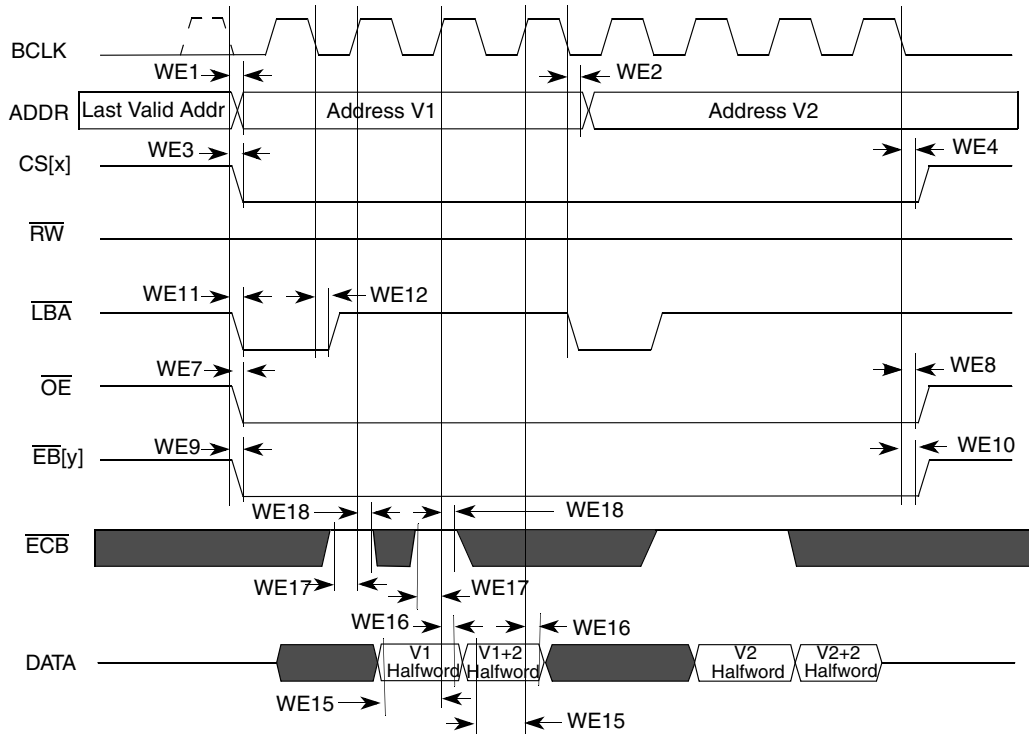 BCLK
WE1
WE2
ADDR
Last Valid Addr
Address V1
Address V2
WE3
WE4
CS[x]
RW
WE11
WE12
LBA
WE7
WE8
OE
WE9
WE10
EB[y]
WE18
WE18
ECB
WE17
WE17
WE16
WE16
DATA
V1
Halfword
V1+2
Halfword
V2
Halfword
V2+2
Halfword
WE15
WE15